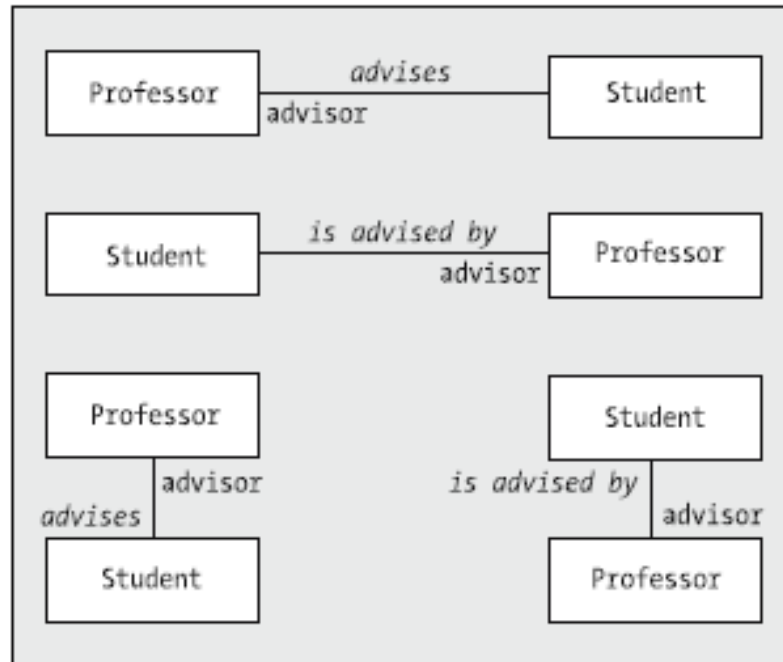 Professor advises Student
advisor
Student is advised by Professor
advisor
Professor
advisor
advises
Student
Student
is advised by
advisor
Professor